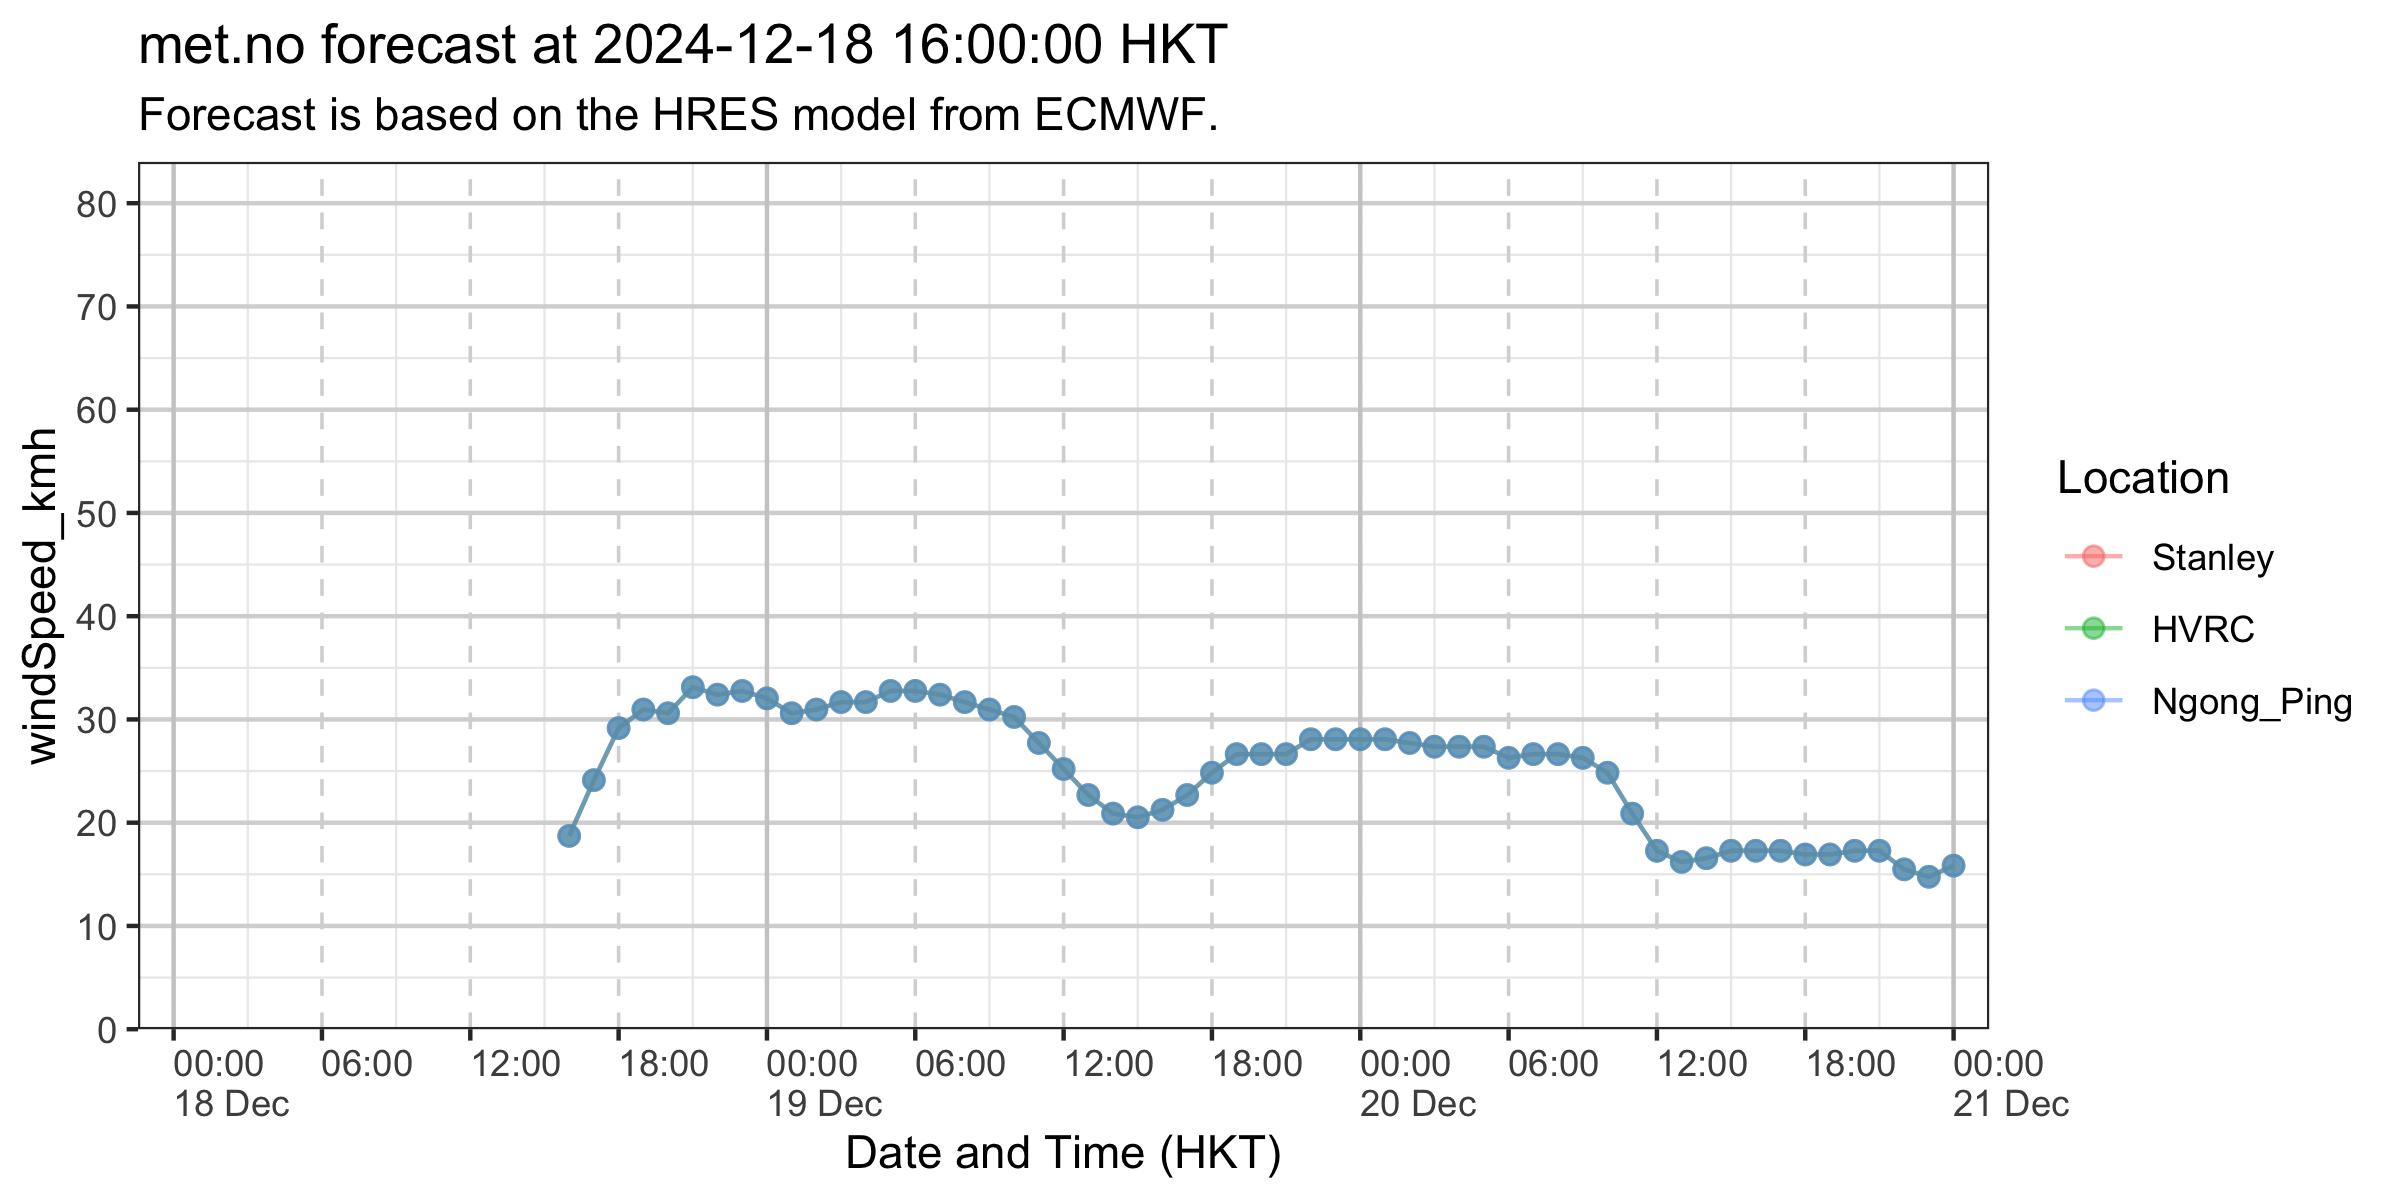 met.no forecast at 2024-12-18 16:00:00 HKT
Forecast is based on the HRES model from ECMWF.
windSpeed_kmh
80
70
60
50
40
30
20
10
0
00:00 06:00 12:00 18:00 00:00 06:00 12:00 18:00 00:00 06:00 12:00 18:00 00:00
18 Dec 19 Dec 20 Dec 21 Dec
Date and Time (HKT)
Location
Stanley
HVRC
Ngong_Ping